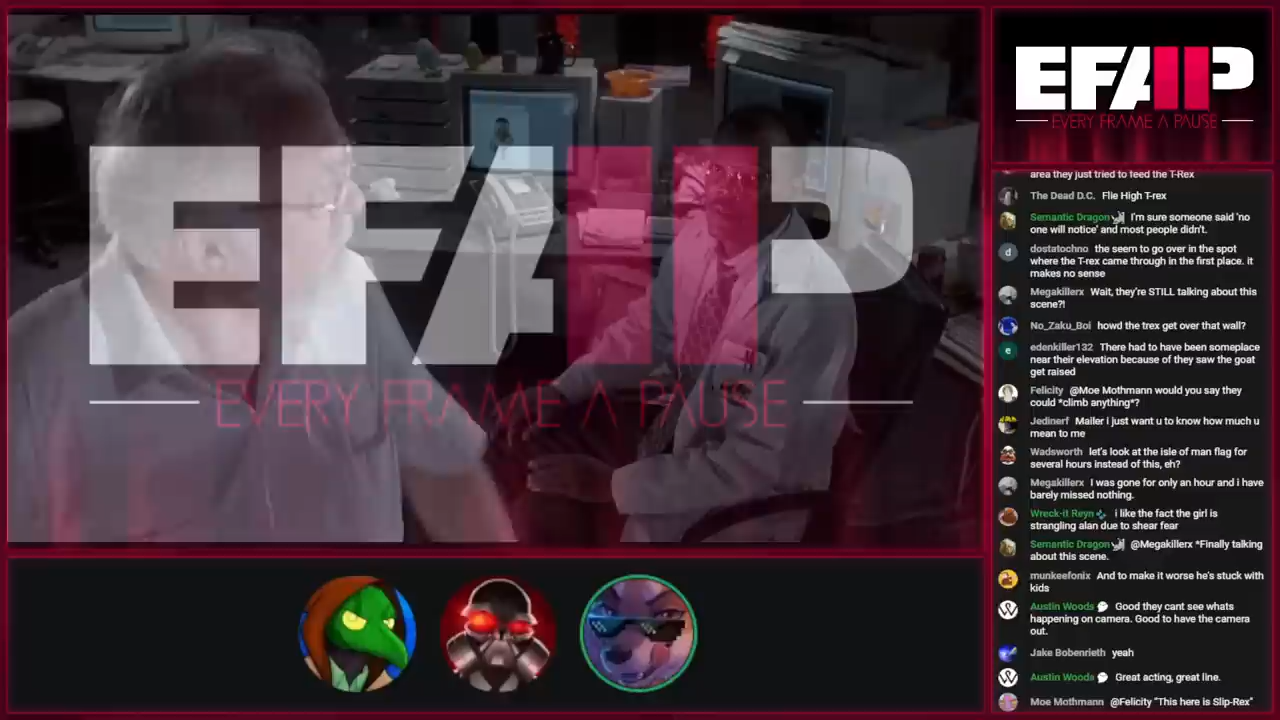 EFAP
EVERY FRAME A PAUSE
EFAP
EVERY FRAME A PAUSE
area they just tried to feed the T-Rex
The Dead D.C. Flie High T-rex
Semantic Dragon I'm sure someone said 'no
one will notice' and most people didn't.
d dostatochno the seem to go over in the spot
where the T-rex came through in the first place. it
makes no sense
Megakillerx Wait, they're STILL talking about this
scene?!
No_Zaku_Boi howd the trex get over that wall?
e edenkiller132 There had to have been someplace
near their elevation because of they saw the goat
get raised
Felicity @Moe Mothmann would you say they
could *climb anything*?
Jedinerf Mailer i just want u to know how much u
mean to me
Wadsworth let's look at the isle of man flag for
several hours instead of this, eh?
Megakillerx I was gone for only an hour and i have
barely missed nothing.
Wreck-it Reyn i like the fact the girl is
strangling alan due to shear fear
Semantic Dragon @Megakillerx *Finally talking
about this scene.
munkeefonix And to make it worse he's stuck with
kids
Austin Woods Good they cant see whats
happening on camera. Good to have the camera
out.
Jake Bobenrieth yeah
Austin Woods Great acting, great line.
Moe Mothmann @Felicity "This here is Slip-Rex"